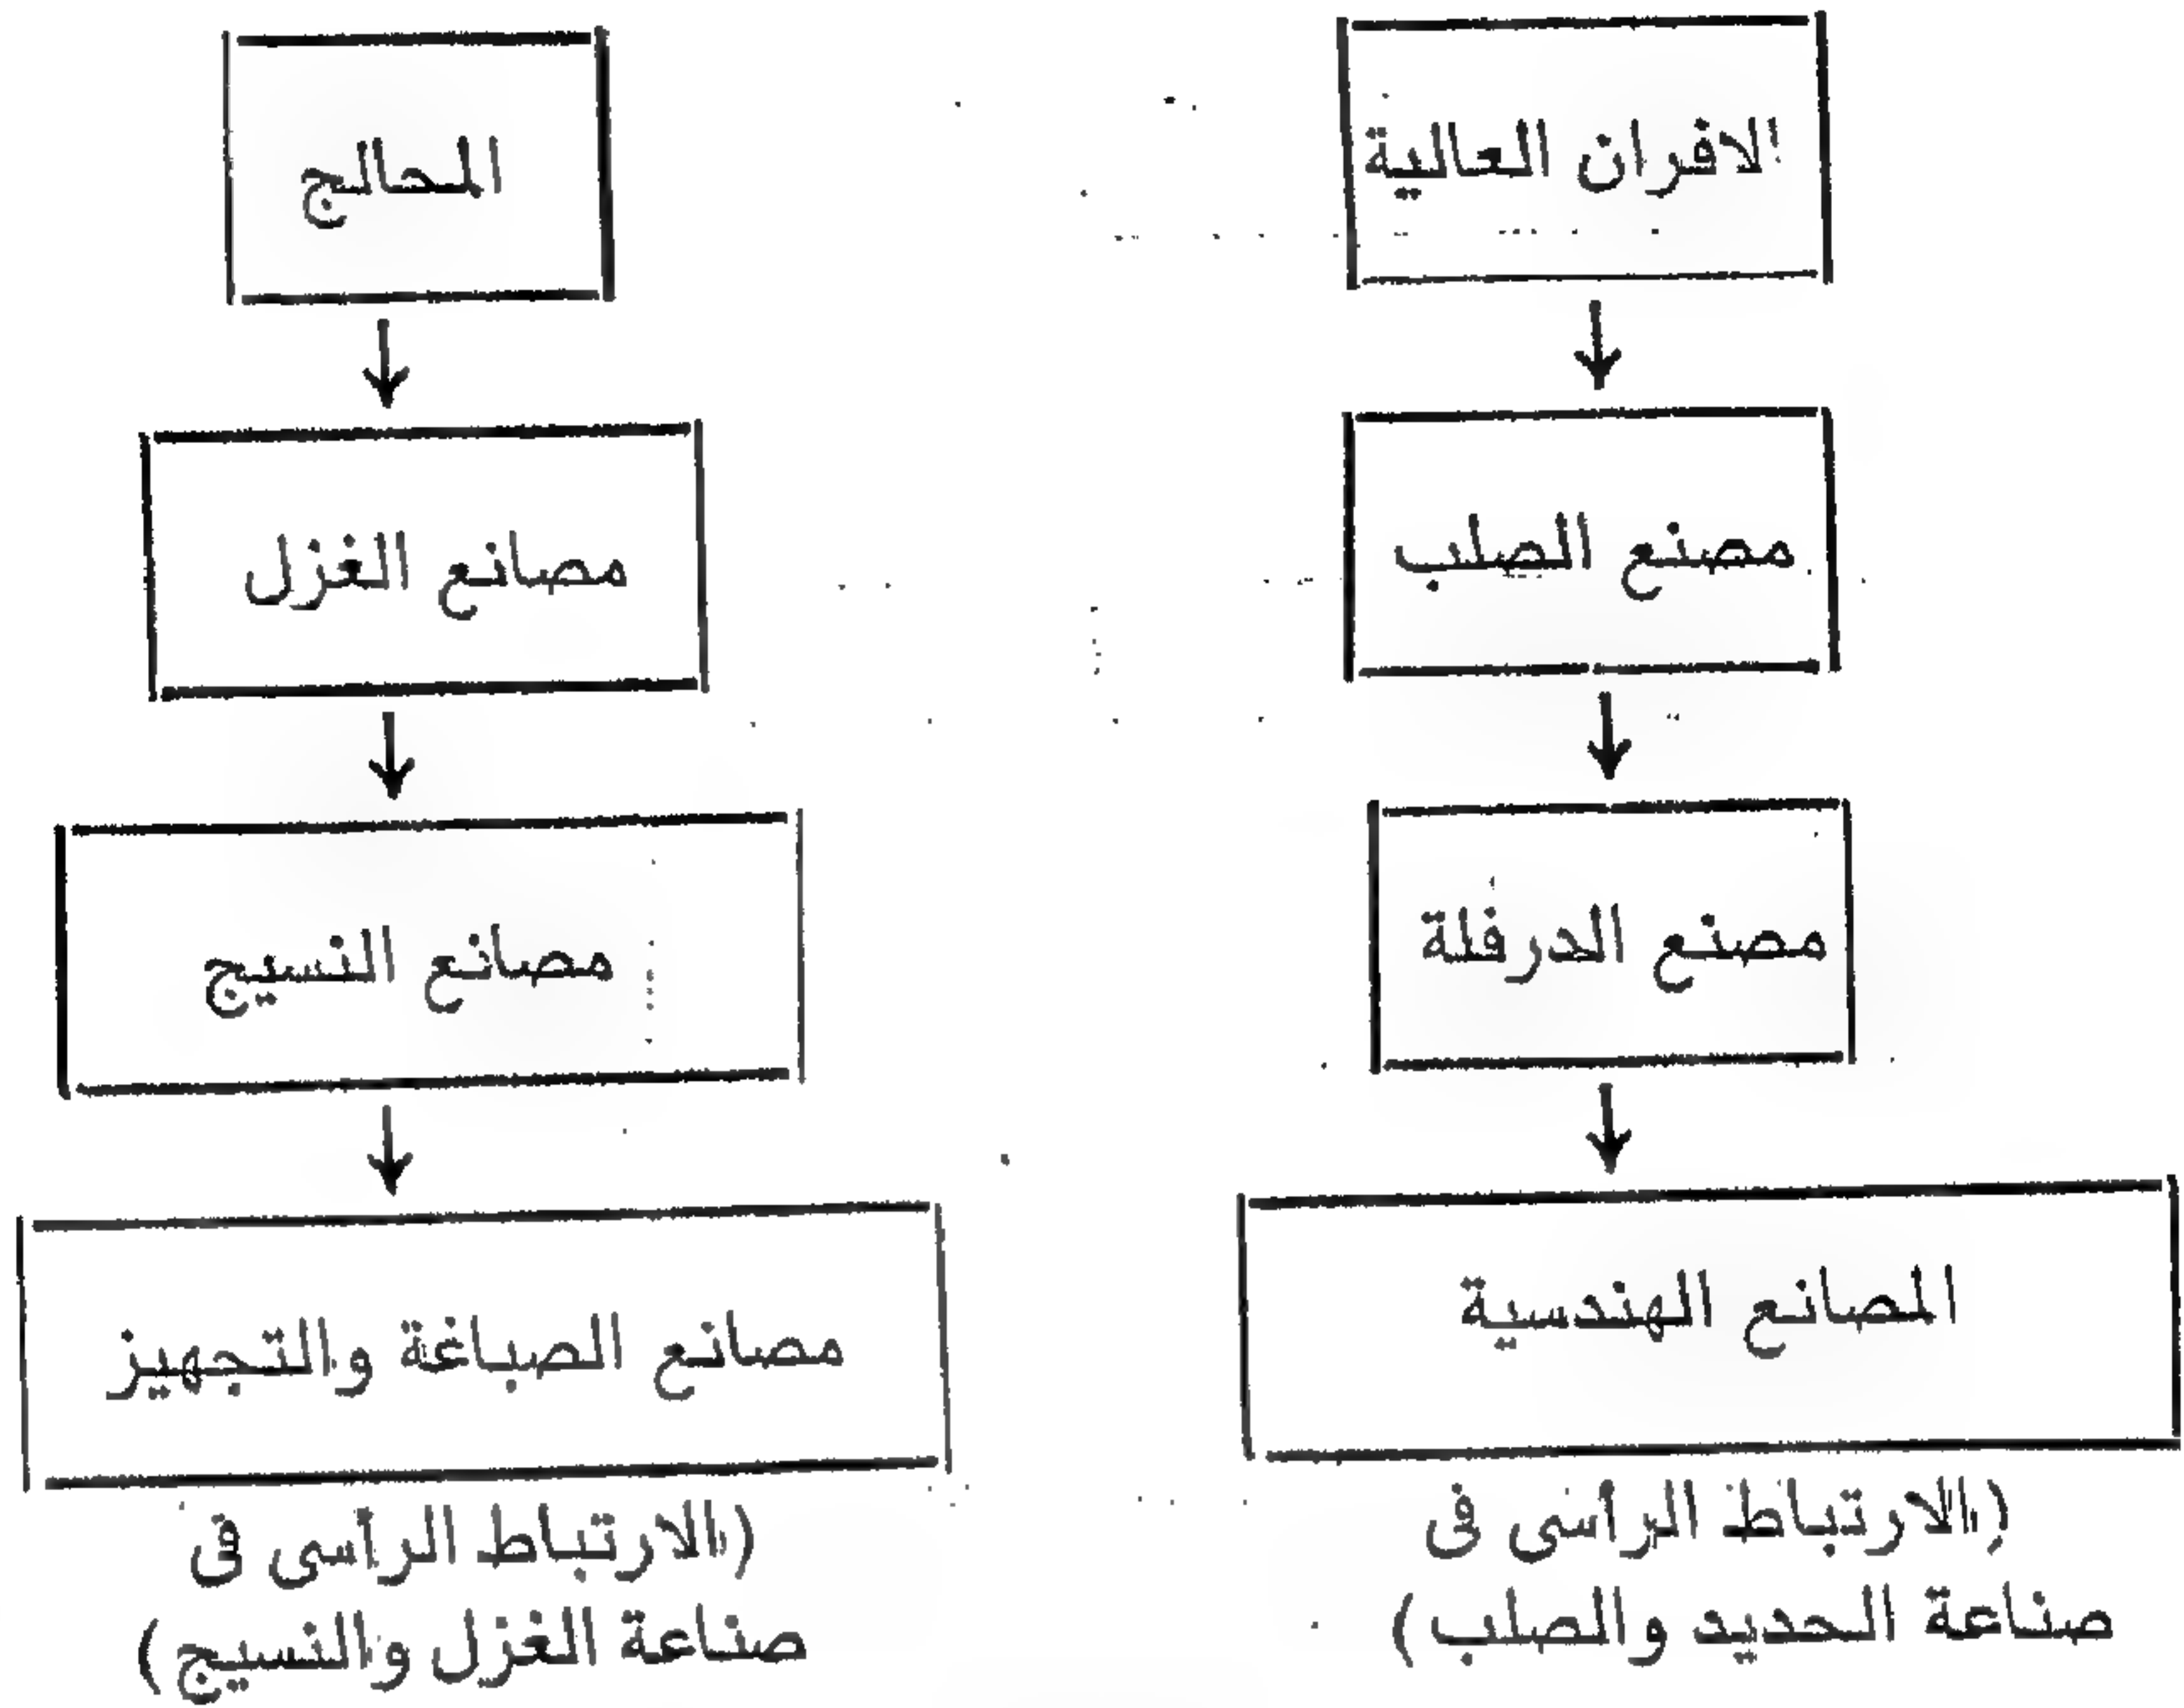 الافران العالية
مصنع الصلب
مصنع الدرفلة
المصانع الهندسية
(الارتباط الرأسى فى
صناعة الحديد والصلب)
المحالج
مصانع الغزل
مصانع النسيج
مصانع الصباغة والتجهيز
(الارتباط الرأسى فى
صناعة الغزل والنسيج)